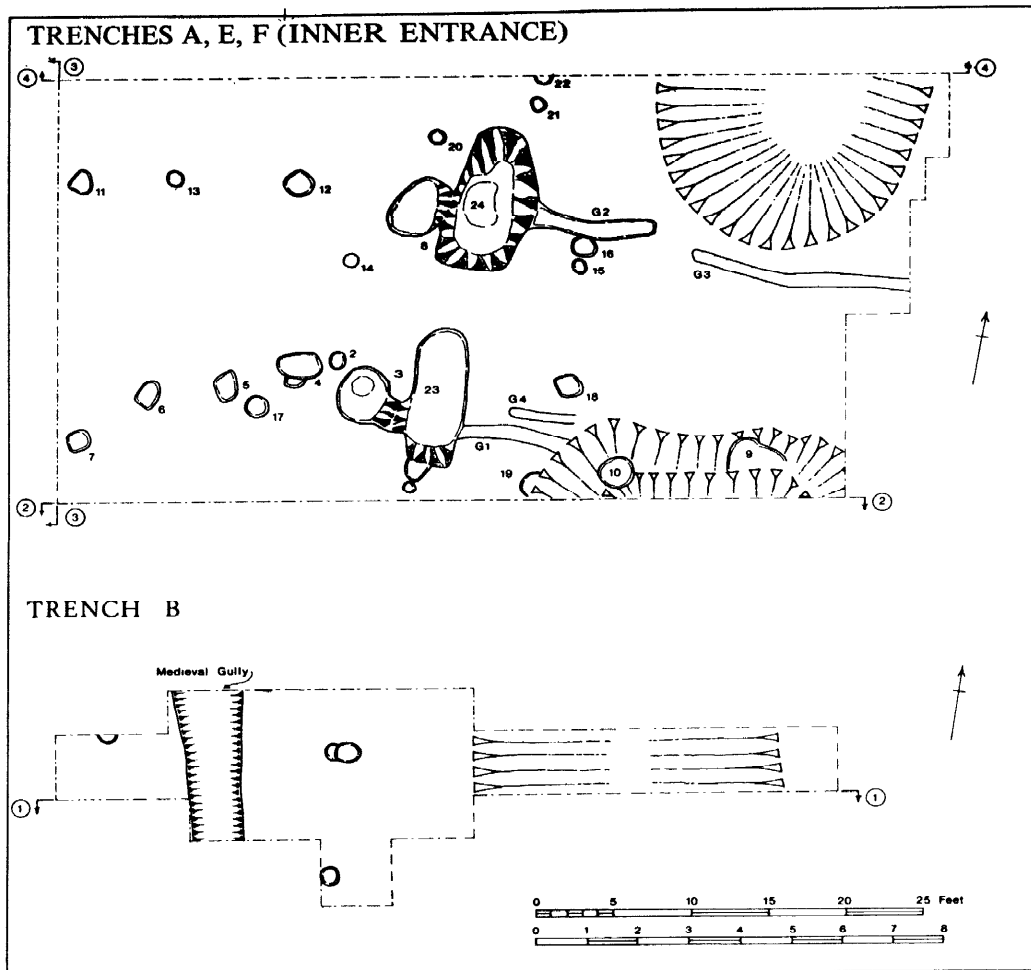 TRENCHES A, E, F (INNER ENTRANCE)
3
4 4
22
21
20
11 13 12
24
8 G2
16
14 15
G3
2
3
4
5 23
6 17 18
G4
7 G1 9
19 10
2 2
3
TRENCH B
Medieval Gully
1 1
0 5 10 15 20 25 Feet
0 1 2 3 4 5 6 7 8